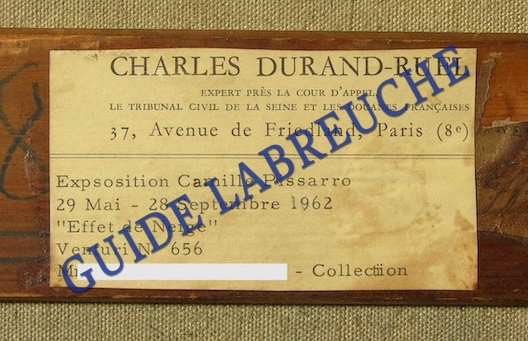 CHARLES DURAND-RUEL
EXPERT PRÈS LA COUR D'APPEL
LE TRIBUNAL CIVIL DE LA SEINE ET LES DOUANES FRANÇAISES
37, Avenue de Friedland, Paris (8e)
Expsosition Camille Pissarro
29 Mai - 28 Septembre 1962
"Effet de Neige"
Venturi N° 656
- Collectiion
GUIDE LABREUCHE